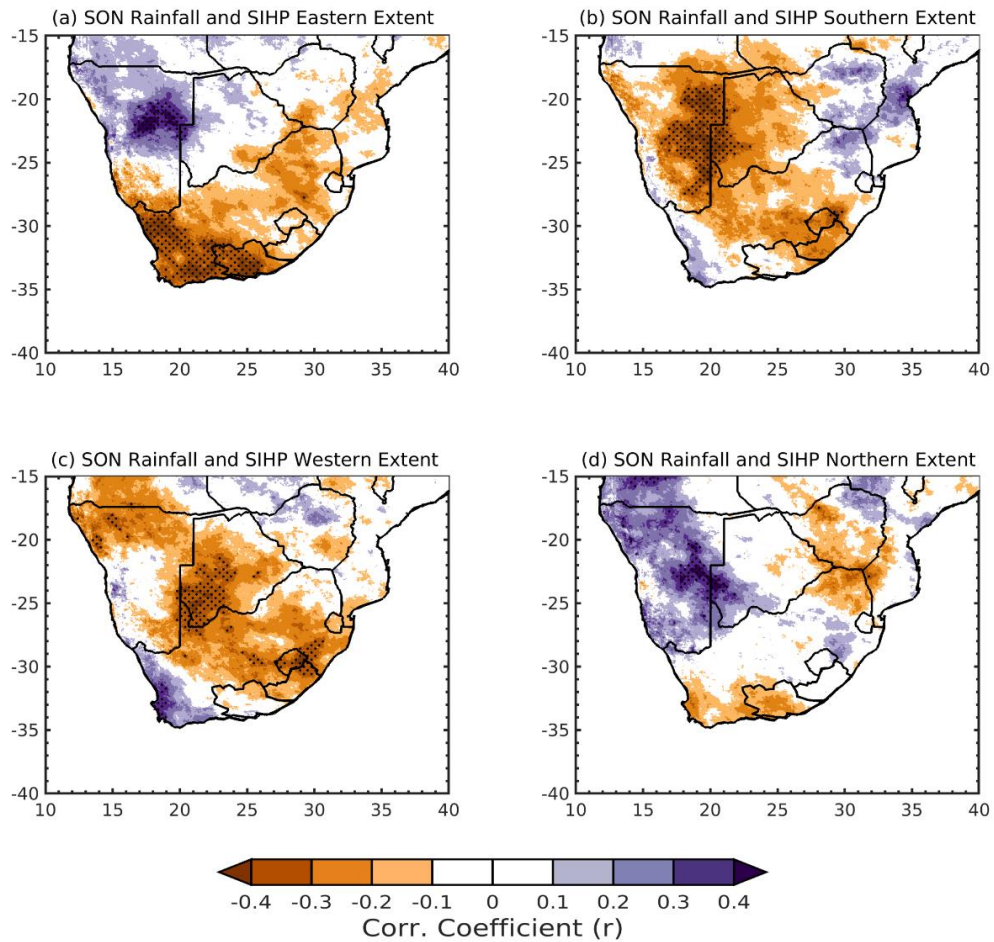 (a) SON Rainfall and SIHP Eastern Extent
(b) SON Rainfall and SIHP Southern Extent
-15
-20
-25
-30
-35
-40
10 15 20 25 30 35 40
-15
-20
-25
-30
-35
-40
10 15 20 25 30 35 40
(c) SON Rainfall and SIHP Western Extent
(d) SON Rainfall and SIHP Northern Extent
-15
-20
-25
-30
-35
-40
10 15 20 25 30 35 40
-15
-20
-25
-30
-35
-40
10 15 20 25 30 35 40
-0.4 -0.3 -0.2 -0.1 0 0.1 0.2 0.3 0.4
Corr. Coefficient (r)